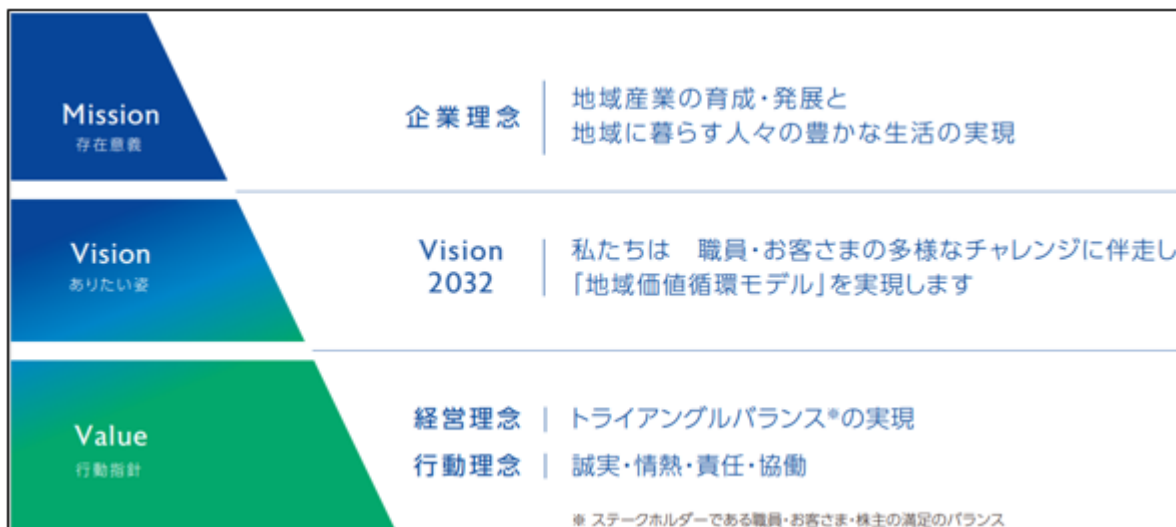 Mission
存在意義
企業理念
地域産業の育成・発展と
地域に暮らす人々の豊かな生活の実現
Vision
ありたい姿
Vision
2032
私たちは 職員・お客さまの多様なチャレンジに伴走し
「地域価値循環モデル」を実現します
Value
行動指針
経営理念
トライアングルバランス※の実現
行動理念
誠実・情熱・責任・協働
※ ステークホルダーである職員・お客さま・株主の満足のバランス